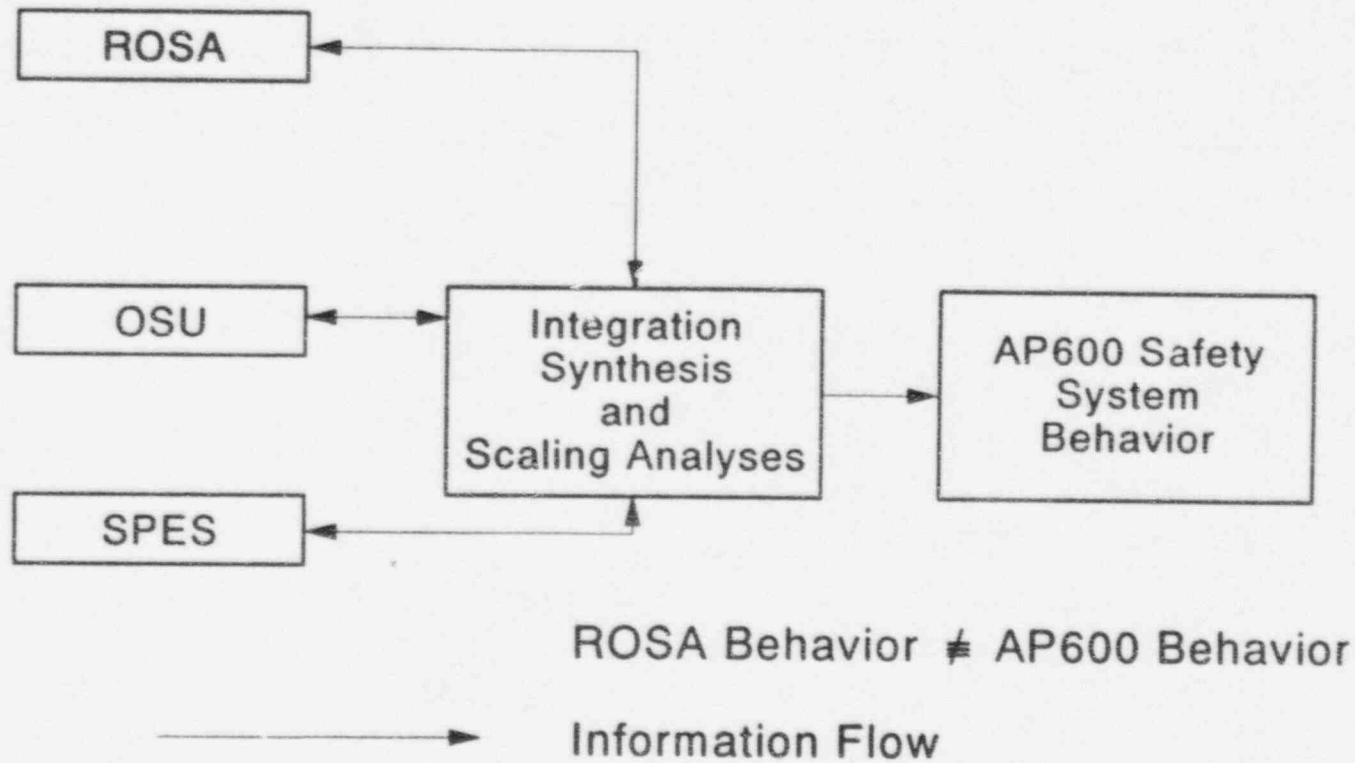 ROSA
OSU
SPES
Integration
Synthesis
and
Scaling Analyses
AP600 Safety
System
Behavior
ROSA Behavior ≢ AP600 Behavior
Information Flow